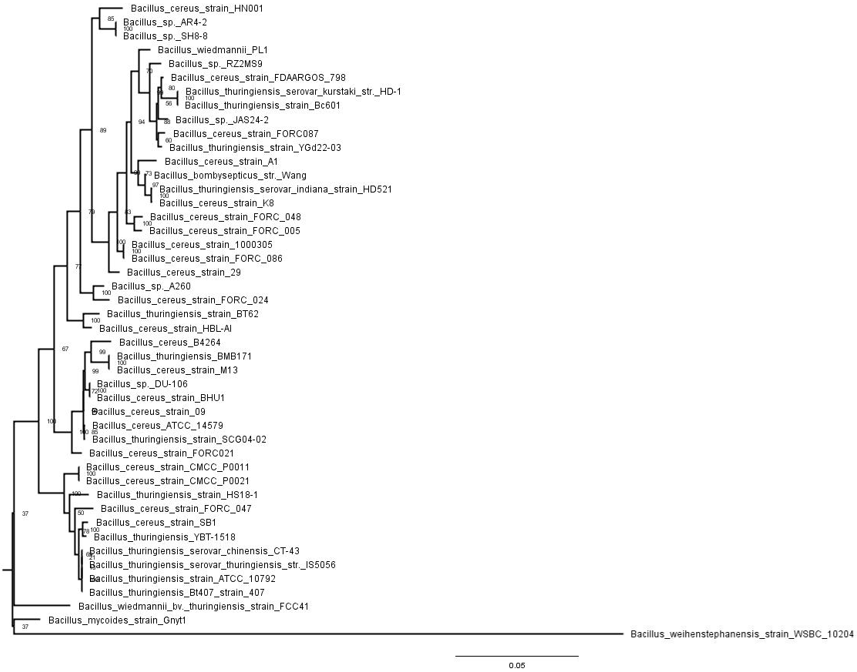 Bacillus_cereus_strain_HN001
85
Bacillus_sp._AR4-2
100
Bacillus_sp._SH8-8
Bacillus_wiedmannii_PL1
Bacillus_sp._RZ2MS9
70
Bacillus_cereus_strain_FDAARGOS_798
80
Bacillus_thuringiensis_serovar_kurstaki_str._HD-1
100
56
Bacillus_thuringiensis_strain_Bc601
Bacillus_sp._JAS24-2
94
89
Bacillus_cereus_strain_FORC087
60
Bacillus_thuringiensis_strain_YGd22-03
Bacillus_cereus_strain_A1
73
Bacillus_bombysepticus_str._Wang
97
Bacillus_thuringiensis_serovar_indiana_strain_HD521
100
Bacillus_cereus_strain_K8
Bacillus_cereus_strain_FORC_048
100
Bacillus_cereus_strain_FORC_005
Bacillus_cereus_strain_1000305
100
Bacillus_cereus_strain_FORC_086
Bacillus_cereus_strain_29
Bacillus_sp._A260
100
Bacillus_cereus_strain_FORC_024
Bacillus_thuringiensis_strain_BT62
100
Bacillus_cereus_strain_HBL-AI
Bacillus_cereus_B4264
67
99
Bacillus_thuringiensis_BMB171
100
Bacillus_cereus_strain_M13
99
Bacillus_sp._DU-106
72
100
Bacillus_cereus_strain_BHU1
Bacillus_cereus_strain_09
100
Bacillus_cereus_ATCC_14579
Bacillus_thuringiensis_strain_SCG04-02
Bacillus_cereus_strain_FORC021
Bacillus_cereus_strain_CMCC_P0011
100
Bacillus_cereus_strain_CMCC_P0021
100
Bacillus_thuringiensis_strain_HS18-1
Bacillus_cereus_strain_FORC_047
50
37
Bacillus_cereus_strain_SB1
100
Bacillus_thuringiensis_YBT-1518
Bacillus_thuringiensis_serovar_chinensis_CT-43
Bacillus_thuringiensis_serovar_thuringiensis_str._IS5056
Bacillus_thuringiensis_strain_ATCC_10792
Bacillus_thuringiensis_Bt407_strain_407
Bacillus_wiedmannii_bv._thuringiensis_strain_FCC41
Bacillus_mycoides_strain_Gnyt1
37
Bacillus_weihenstephanensis_strain_WSBC_10204
0.05